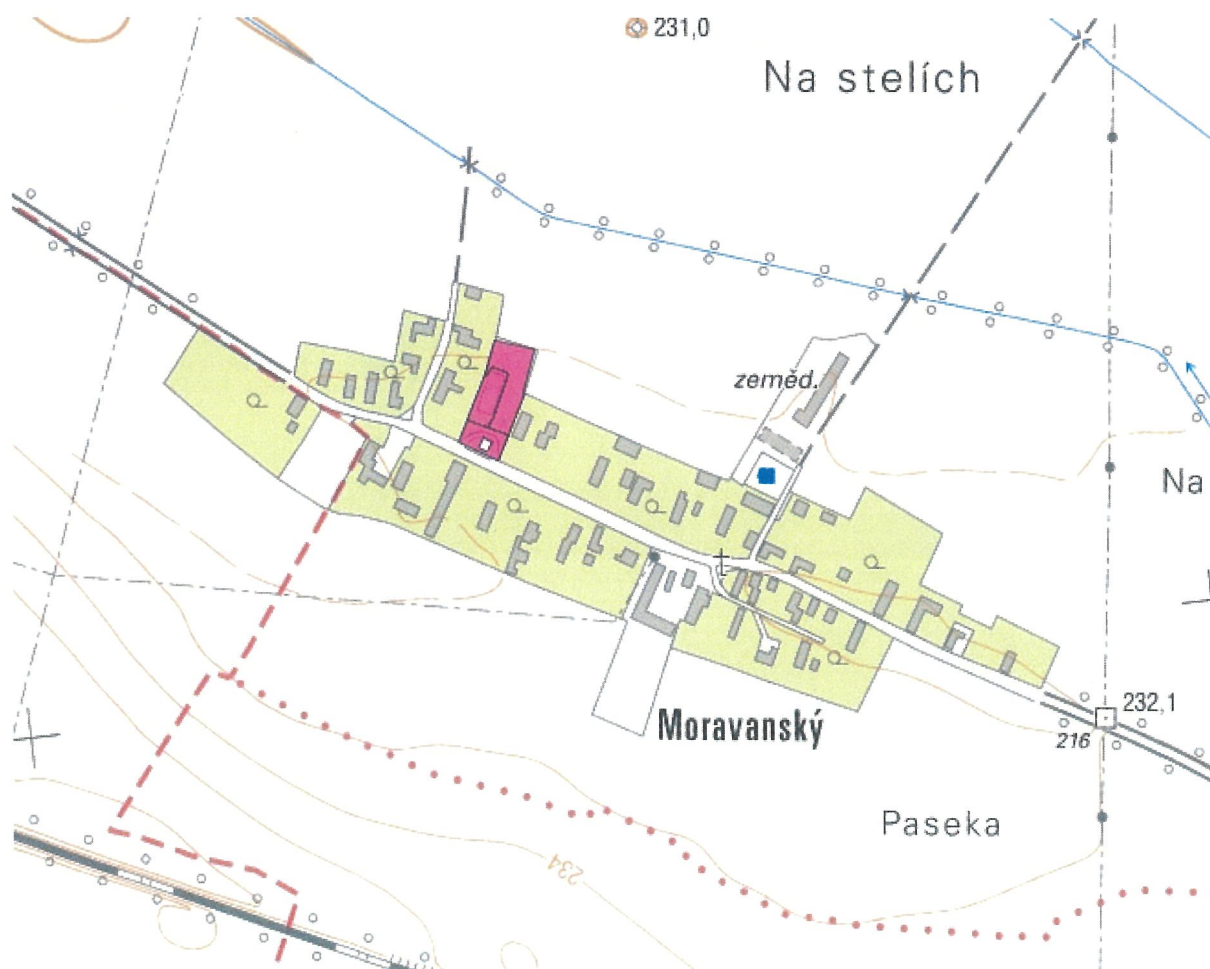 231,0
Na stelích
zeměd.
Na
232,1
216
Moravanský
Paseka
234